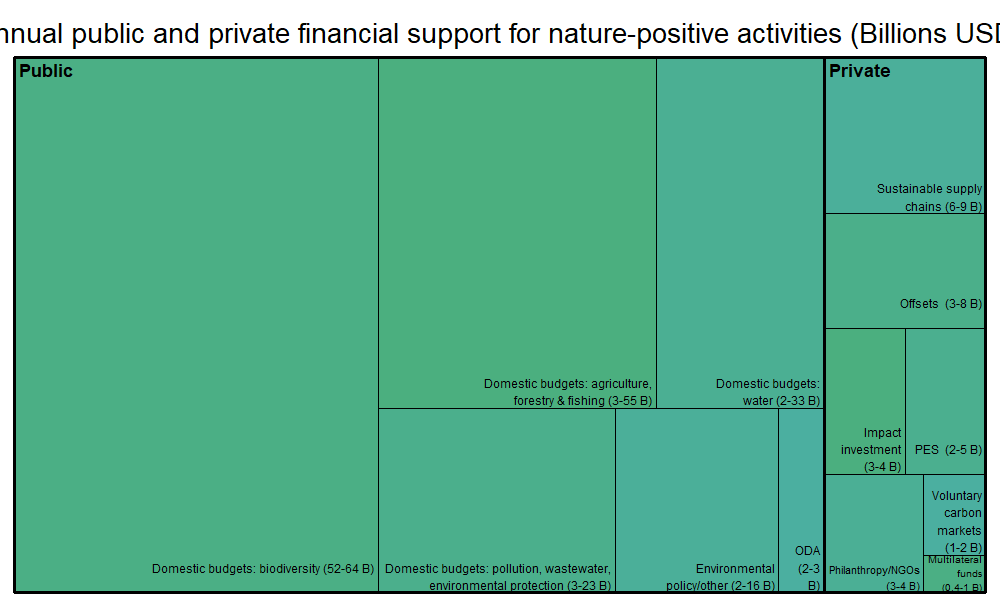 nnual public and private financial support for nature-positive activities (Billions USD
Public
Private
Sustainable supply
chains (6-9 B)
Offsets (3-8 B)
Domestic budgets: agriculture,
forestry & fishing (3-55 B)
Domestic budgets:
water (2-33 B)
Impact
investment
(3-4 B)
PES (2-5 B)
Voluntary
carbon
markets
(1-2 B)
Domestic budgets: biodiversity (52-64 B)
Domestic budgets: pollution, wastewater,
environmental protection (3-23 B)
Environmental
policy/other (2-16 B)
ODA
(2-3
B)
Philanthropy/NGOs
(3-4 B)
Multilateral
funds
(0.4-1 B)